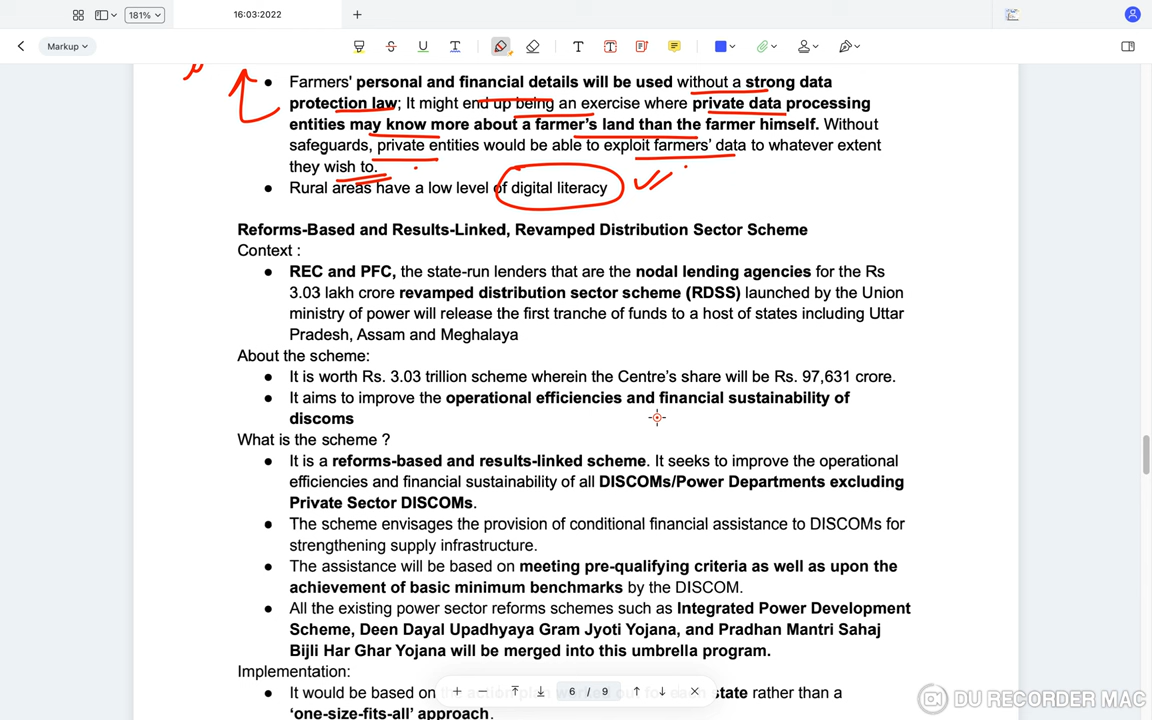 181%
16:03:2022
Markup
Farmers' personal and financial details will be used without a strong data
protection law; It might end up being an exercise where private data processing
entities may know more about a farmer's land than the farmer himself. Without
safeguards, private entities would be able to exploit farmers' data to whatever extent
they wish to.
Rural areas have a low level of digital literacy
Reforms-Based and Results-Linked, Revamped Distribution Sector Scheme
Context :
REC and PFC, the state-run lenders that are the nodal lending agencies for the Rs
3.03 lakh crore revamped distribution sector scheme (RDSS) launched by the Union
ministry of power will release the first tranche of funds to a host of states including Uttar
Pradesh, Assam and Meghalaya
About the scheme:
It is worth Rs. 3.03 trillion scheme wherein the Centre's share will be Rs. 97,631 crore.
It aims to improve the operational efficiencies and financial sustainability of
discoms
What is the scheme ?
It is a reforms-based and results-linked scheme. It seeks to improve the operational
efficiencies and financial sustainability of all DISCOMs/Power Departments excluding
Private Sector DISCOMs.
The scheme envisages the provision of conditional financial assistance to DISCOMs for
strengthening supply infrastructure.
The assistance will be based on meeting pre-qualifying criteria as well as upon the
achievement of basic minimum benchmarks by the DISCOM.
All the existing power sector reforms schemes such as Integrated Power Development
Scheme, Deen Dayal Upadhyaya Gram Jyoti Yojana, and Pradhan Mantri Sahaj
Bijli Har Ghar Yojana will be merged into this umbrella program.
Implementation:
It would be based on the action plan worked out for each state rather than a
'one-size-fits-all' approach.
6 / 9
DU RECORDER MAC